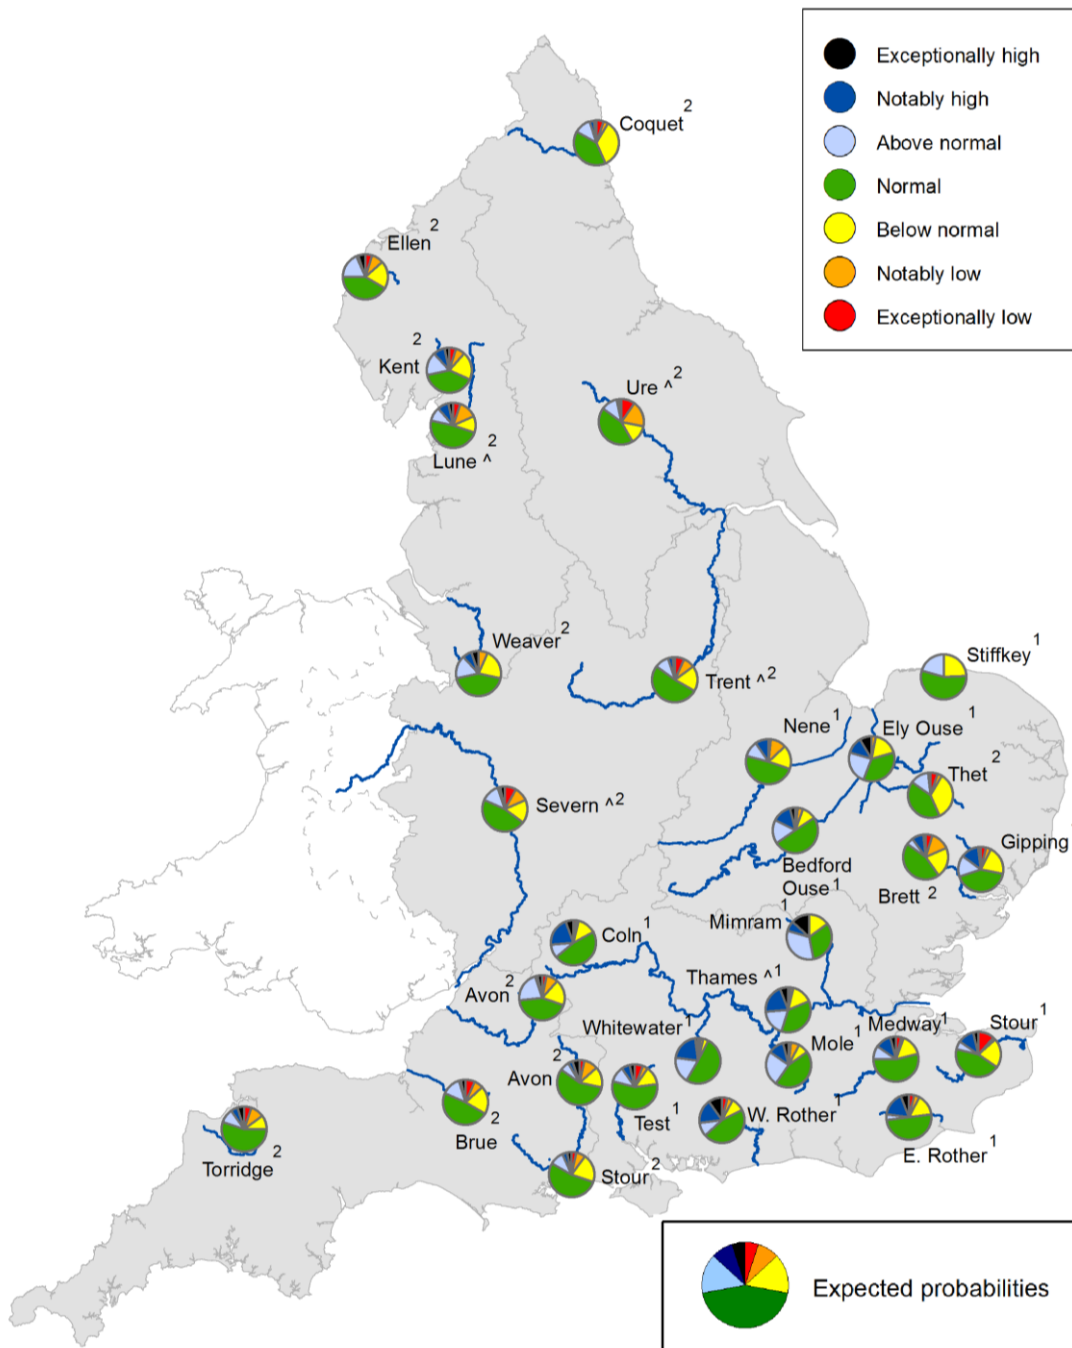 Exceptionally high
Notably high
Above normal
Normal
Below normal
Notably low
Exceptionally low
Coquet 2
Ellen 2
Kent 2
Ure ^2
Lune ^ 2
Weaver 2
Trent ^2
Stiffkey 1
Nene 1
Ely Ouse 1
Thet 2
Severn ^2
Bedford
Ouse 1
Brett 2
Gipping
Mimram 1
Coln 1
Avon 2
Thames ^1
Whitewater 1
Mole 1
Medway 1
Stour 1
Avon 2
Brue 2
Test 1
W. Rother 1
E. Rother 1
Torridge 2
Stour 2
Expected probabilities